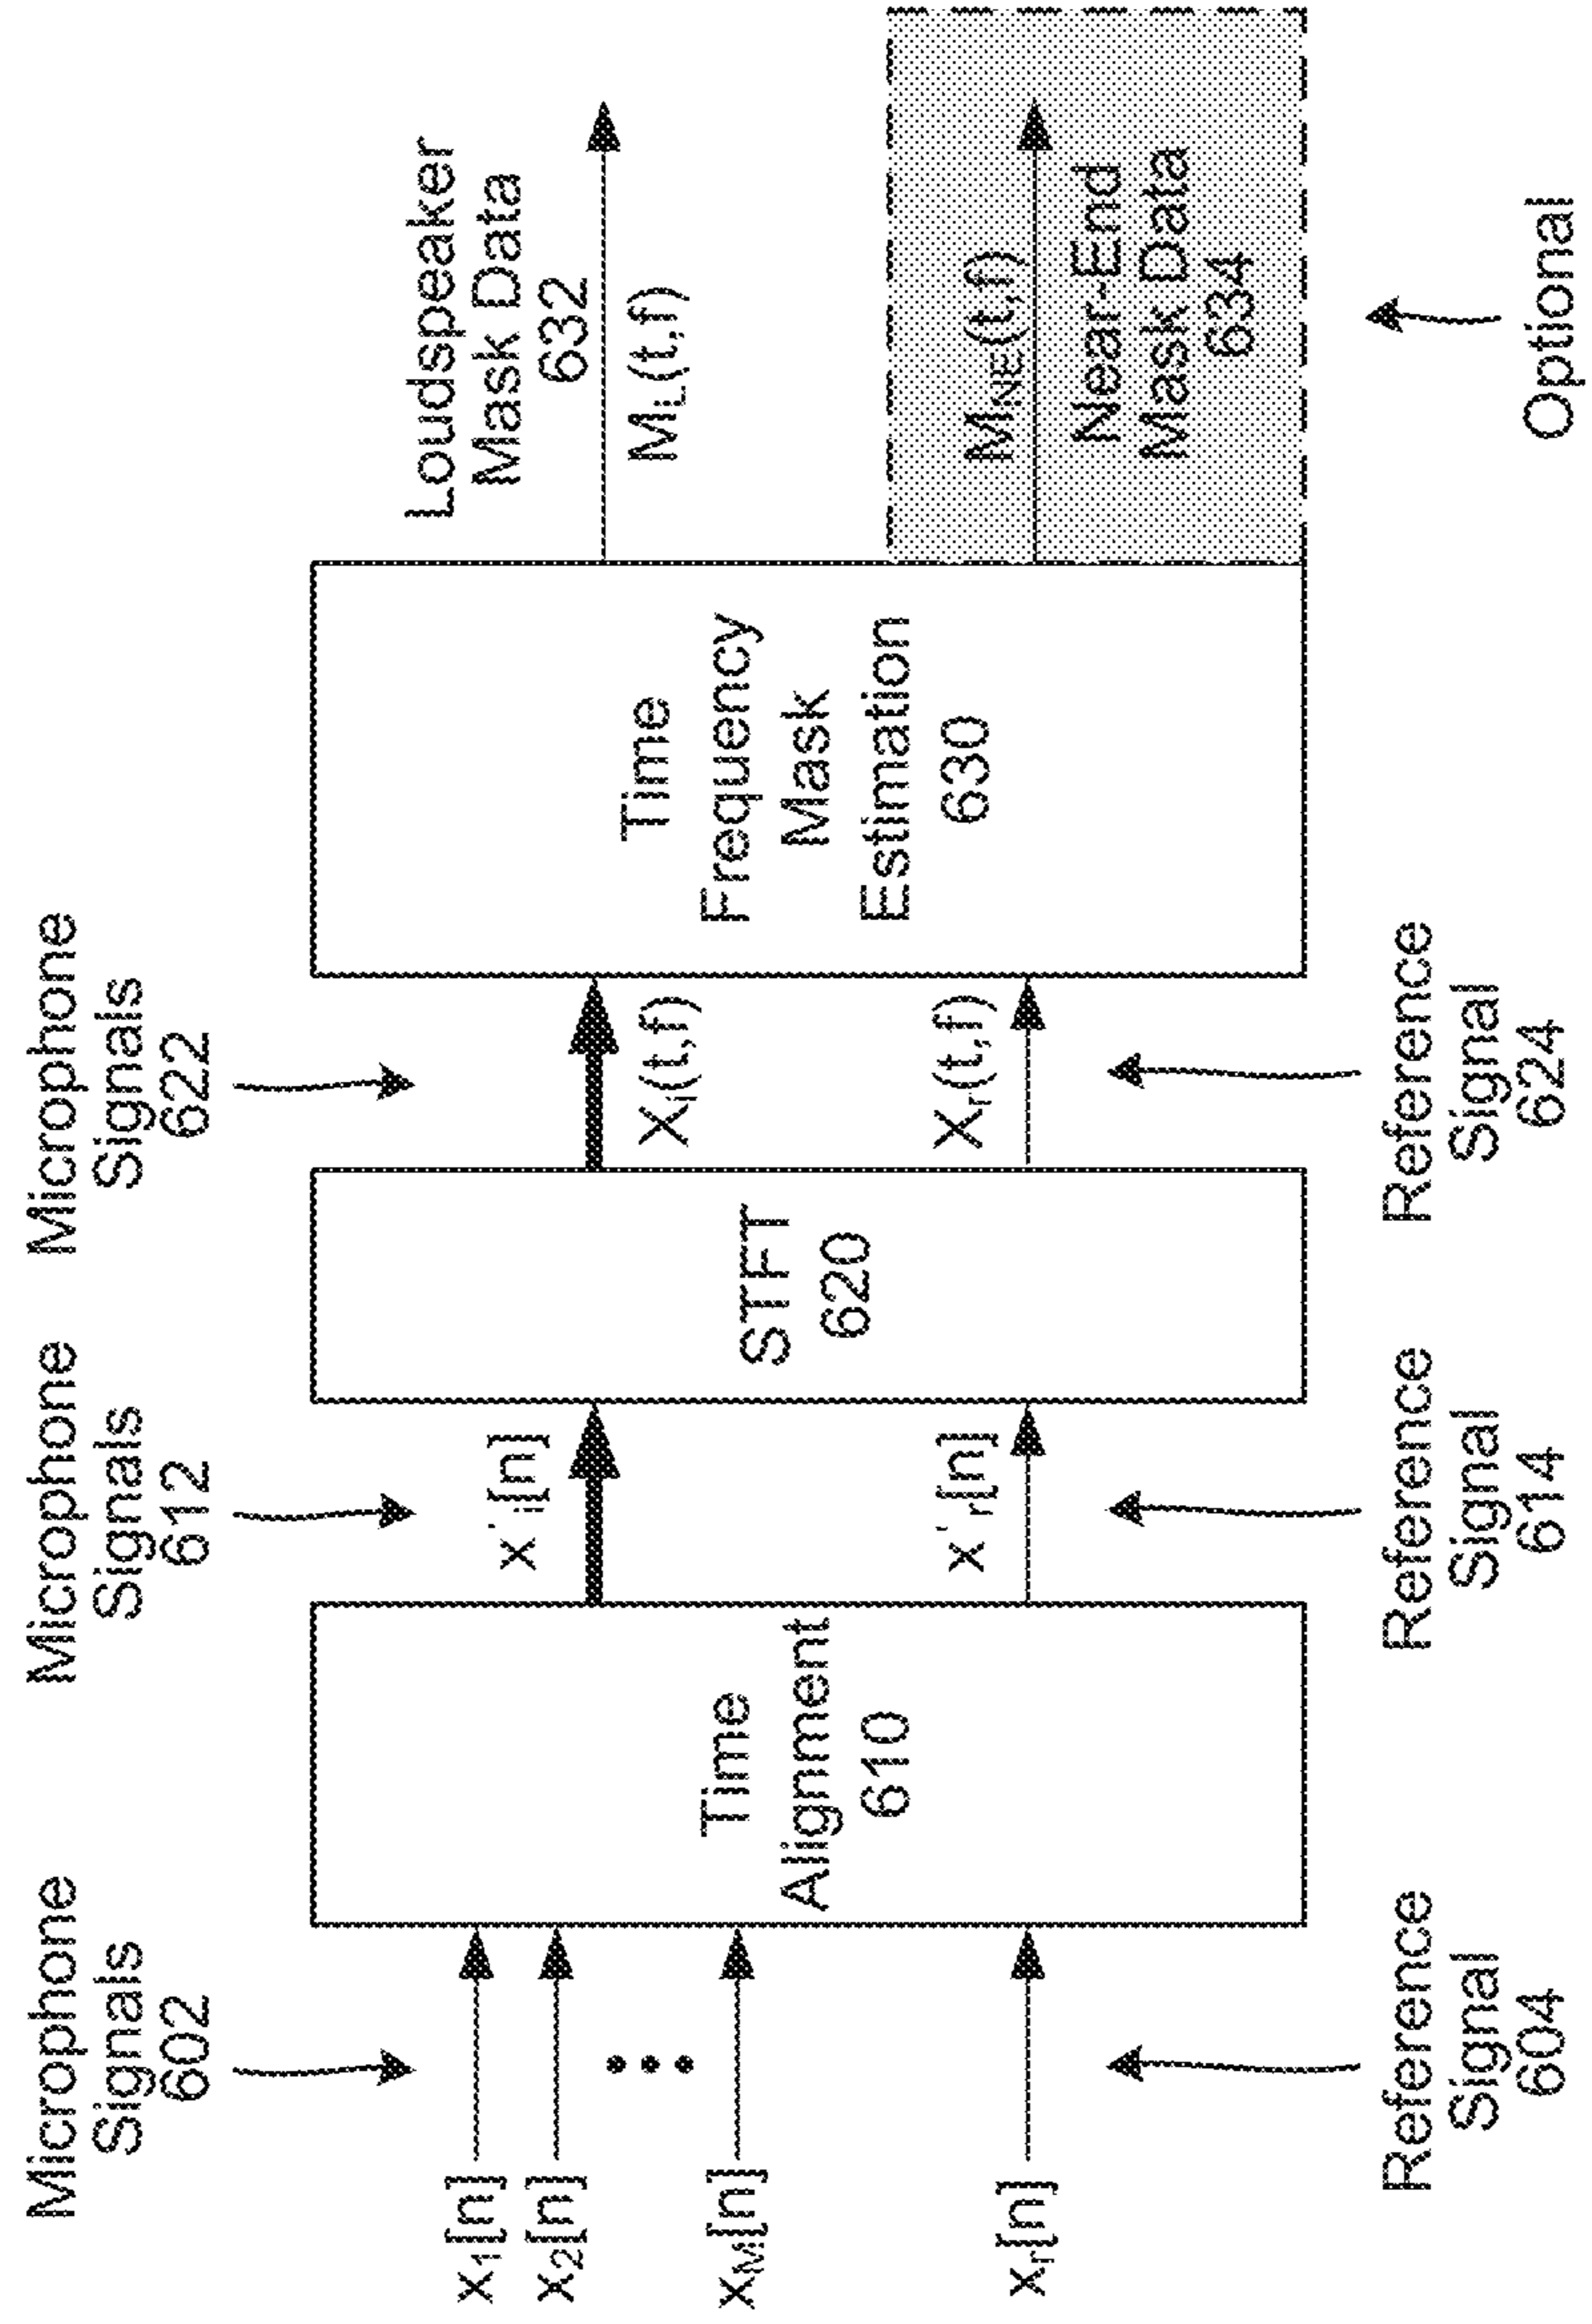 Microphone
Signals
602
Microphone
Signals
612
Microphone
Signals
622
x1[n]
x2[n]
xM[n]
xr[n]
Time
Alignment
610
x'i[n]
x'r[n]
STFT
620
Xi(t,f)
Xr(t,f)
Time
Frequency
Mask
Estimation
630
Loudspeaker
Mask Data
632
ML(t,f)
MNE(t,f)
Near-End
Mask Data
634
Reference
Signal
604
Reference
Signal
614
Reference
Signal
624
Optional